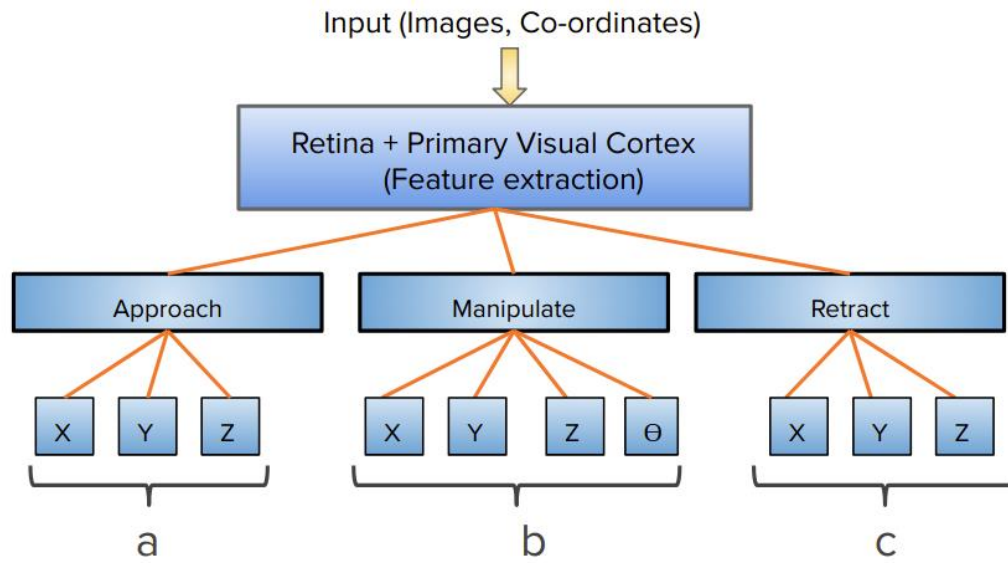 Input (Images, Co-ordinates)
Retina + Primary Visual Cortex
(Feature extraction)
Approach
Manipulate
Retract
X Y Z
X Y Z Θ
X Y Z
a
b
c